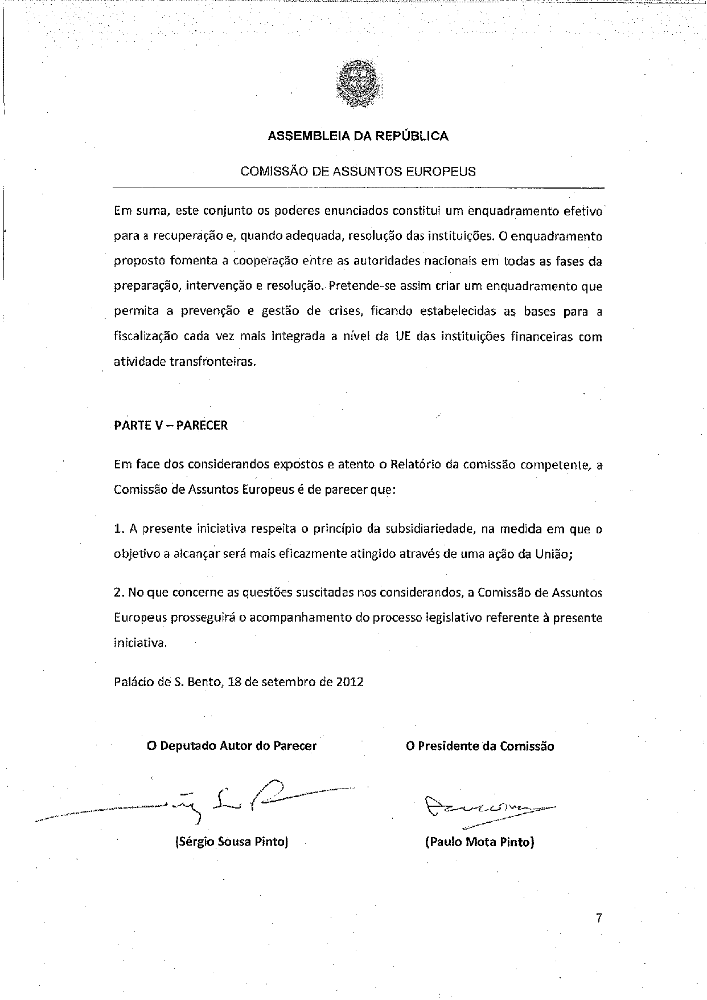 ASSEMBLEIA DA REPÚBLICA
COMISSÃO DE ASSUNTOS EUROPEUS
Em suma, este conjunto os poderes enunciados constitui um enquadramento efetivo
para a recuperação e, quando adequada, resolução das instituições. O enquadramento
proposto fomenta a cooperação entre as autoridades nacionais em todas as fases da
preparação, intervenção e resolução. Pretende-se assim criar um enquadramento que
permita a prevenção e gestão de crises, ficando estabelecidas as bases para a
fiscalização cada vez mais integrada a nível da UE das instituições financeiras com
atividade transfronteiras.
PARTE V – PARECER
Em face dos considerandos expostos e atento o Relatório da comissão competente, a
Comissão de Assuntos Europeus é de parecer que:
1. A presente iniciativa respeita o princípio da subsidiariedade, na medida em que o
objetivo a alcançar será mais eficazmente atingido através de uma ação da União;
2. No que concerne as questões suscitadas nos considerandos, a Comissão de Assuntos
Europeus prosseguirá o acompanhamento do processo legislativo referente à presente
iniciativa.
Palácio de S. Bento, 18 de setembro de 2012
O Deputado Autor do Parecer O Presidente da Comissão
(Sérgio Sousa Pinto) (Paulo Mota Pinto)
7